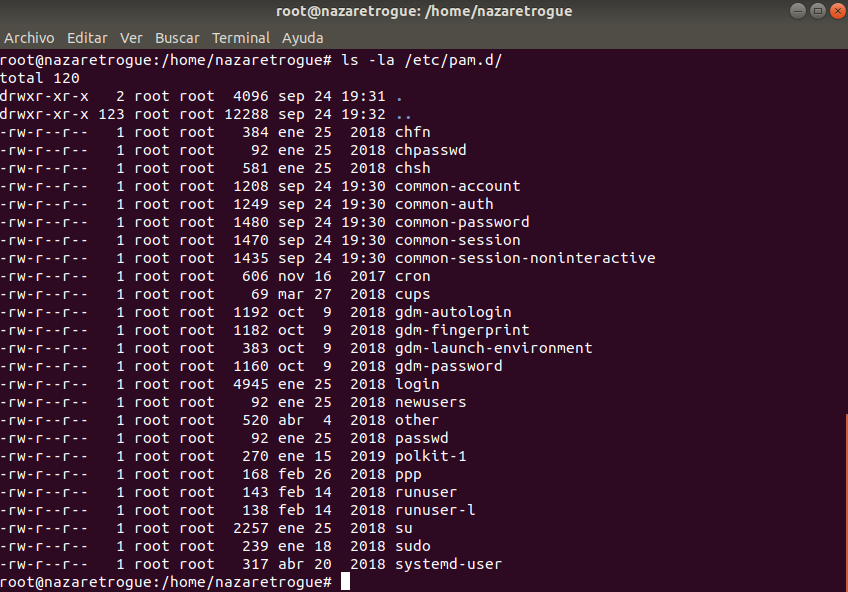 root@nazaretrogue: /home/nazaretrogue
Archivo Editar Ver Buscar Terminal Ayuda
root@nazaretrogue:/home/nazaretrogue# ls -la /etc/pam.d/
total 120
drwxr-xr-x   2 root root  4096 sep 24 19:31 .
drwxr-xr-x 123 root root 12288 sep 24 19:32 ..
-rw-r--r--   1 root root   384 ene 25  2018 chfn
-rw-r--r--   1 root root    92 ene 25  2018 chpasswd
-rw-r--r--   1 root root   581 ene 25  2018 chsh
-rw-r--r--   1 root root  1208 sep 24 19:30 common-account
-rw-r--r--   1 root root  1249 sep 24 19:30 common-auth
-rw-r--r--   1 root root  1480 sep 24 19:30 common-password
-rw-r--r--   1 root root  1470 sep 24 19:30 common-session
-rw-r--r--   1 root root  1435 sep 24 19:30 common-session-noninteractive
-rw-r--r--   1 root root   606 nov 16  2017 cron
-rw-r--r--   1 root root    69 mar 27  2018 cups
-rw-r--r--   1 root root  1192 oct  9  2018 gdm-autologin
-rw-r--r--   1 root root  1182 oct  9  2018 gdm-fingerprint
-rw-r--r--   1 root root   383 oct  9  2018 gdm-launch-environment
-rw-r--r--   1 root root  1160 oct  9  2018 gdm-password
-rw-r--r--   1 root root  4945 ene 25  2018 login
-rw-r--r--   1 root root    92 ene 25  2018 newusers
-rw-r--r--   1 root root   520 abr  4  2018 other
-rw-r--r--   1 root root    92 ene 25  2018 passwd
-rw-r--r--   1 root root   270 ene 15  2019 polkit-1
-rw-r--r--   1 root root   168 feb 26  2018 ppp
-rw-r--r--   1 root root   143 feb 14  2018 runuser
-rw-r--r--   1 root root   138 feb 14  2018 runuser-l
-rw-r--r--   1 root root  2257 ene 25  2018 su
-rw-r--r--   1 root root   239 ene 18  2018 sudo
-rw-r--r--   1 root root   317 abr 20  2018 systemd-user
root@nazaretrogue:/home/nazaretrogue#